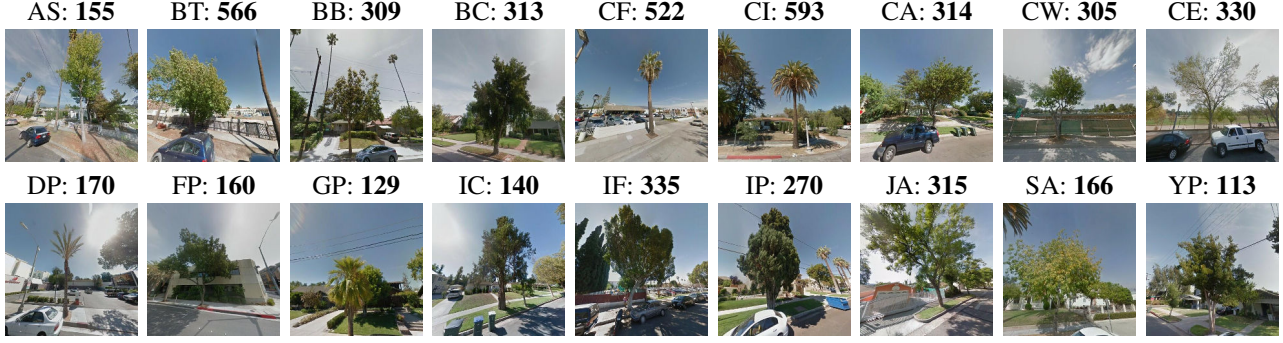 AS: 155 BT: 566 BB: 309 BC: 313 CF: 522 CI: 593 CA: 314 CW: 305 CE: 330
DP: 170 FP: 160 GP: 129 IC: 140 IF: 335 IP: 270 JA: 315 SA: 166 YP: 113